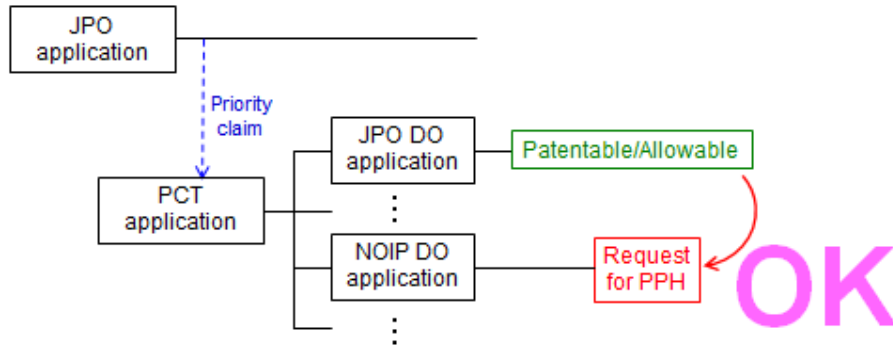 JPO
application
Priority
claim
JPO DO
application
Patentable/Allowable
PCT
application
NOIP DO
application
Request
for PPH
OK